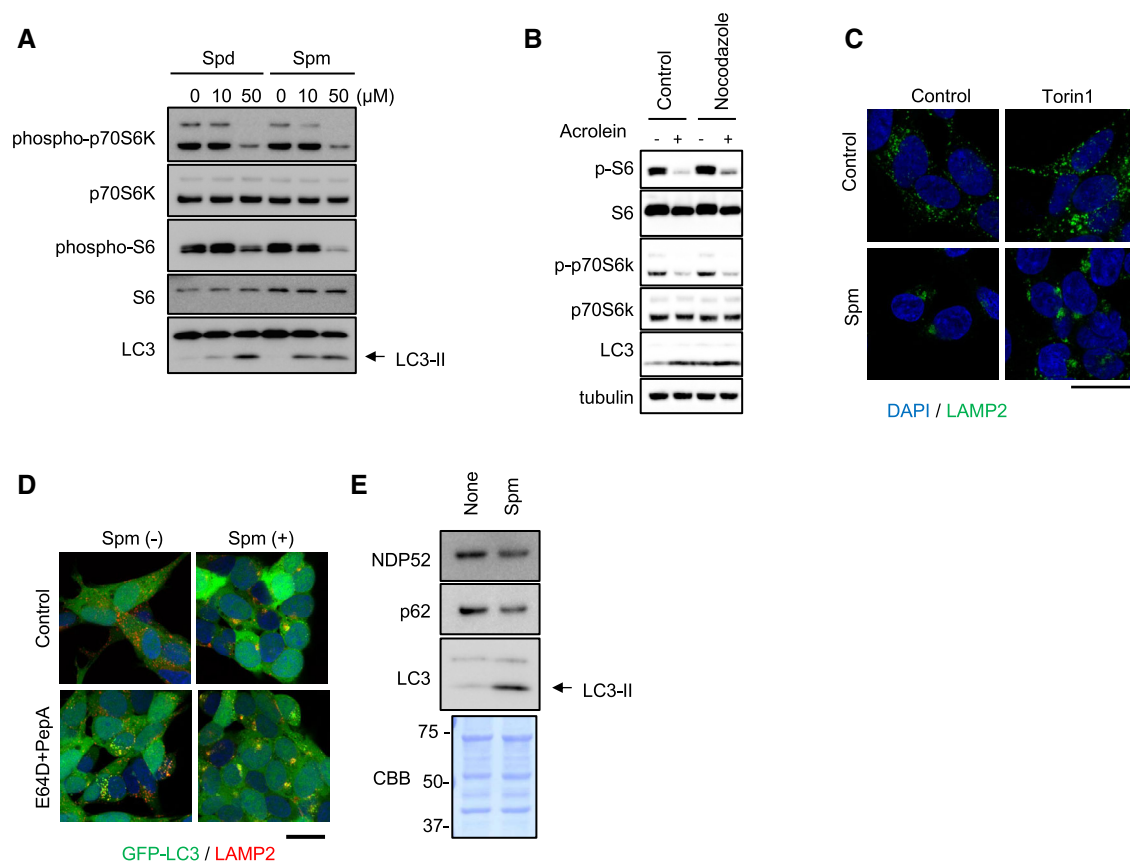 A
Spd Spm
0 10 50 0 10 50 (μM)
phospho-p70S6K
p70S6K
phospho-S6
S6
LC3
LC3-II
B
Control Nocodazole
Acrolein - + - +
p-S6
S6
p-p70S6k
p70S6k
LC3
tubulin
C
Control Torin1
Control
Spm
DAPI / LAMP2
D
Spm (-) Spm (+)
Control
E64D+PepA
GFP-LC3 / LAMP2
E
None Spm
NDP52
p62
LC3
LC3-II
75 -
CBB 50-
37-